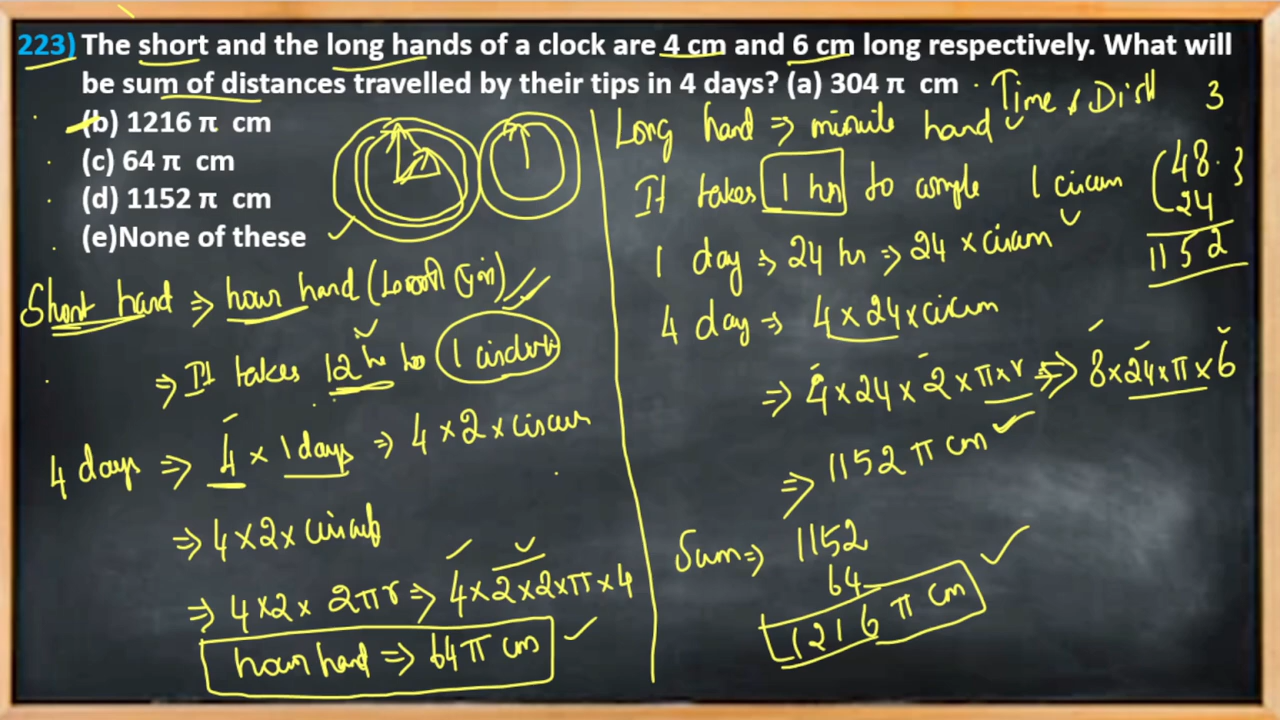 223) The short and the long hands of a clock are 4 cm and 6 cm long respectively. What will
be sum of distances travelled by their tips in 4 days? (a) 304 π cm
(b) 1216 π cm
(c) 64 π cm
(d) 1152 π cm
(e)None of these
Short hand ⇒ hour hand
⇒ It takes 12 hr to 1
4 days ⇒ 4 × 1 days ⇒ 4 × 2 × circum
⇒ 4 × 2 ×
⇒ 4 × 2 × 2πr ⇒ 4 × 2 × 2 × π × 4
hour hand ⇒ 64 π cm
Time & Dist
3
Long hand ⇒ minute hand
It takes 1 hr to comple 1 circum
48 ·
24
1152
1 day ⇒ 24 hr ⇒ 24 × circum
4 day ⇒ 4 × 24 × circum
⇒ 4 × 24 × 2 × π × r ⇒ 8 × 24 × π × 6
⇒ 1152 π cm
Sum ⇒ 1152
64
1216 π cm